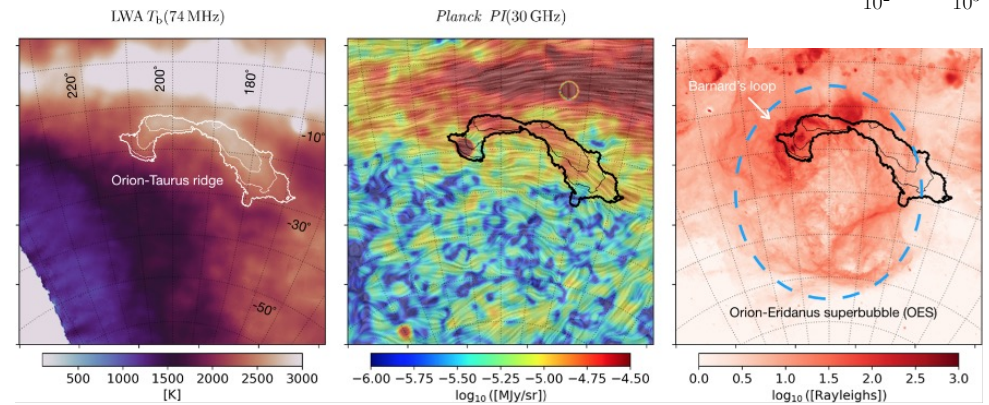 10² 10³
LWA T_b(74 MHz)
Planck PI(30 GHz)
220°
200°
180°
-10°
-30°
-50°
Orion-Taurus ridge
Barnard's loop
Orion-Eridanus superbubble (OES)
500 1000 1500 2000 2500 3000
[K]
−6.00 −5.75 −5.50 −5.25 −5.00 −4.75 −4.50
log₁₀ ([MJy/sr])
0.0 0.5 1.0 1.5 2.0 2.5 3.0
log₁₀ ([Rayleighs])